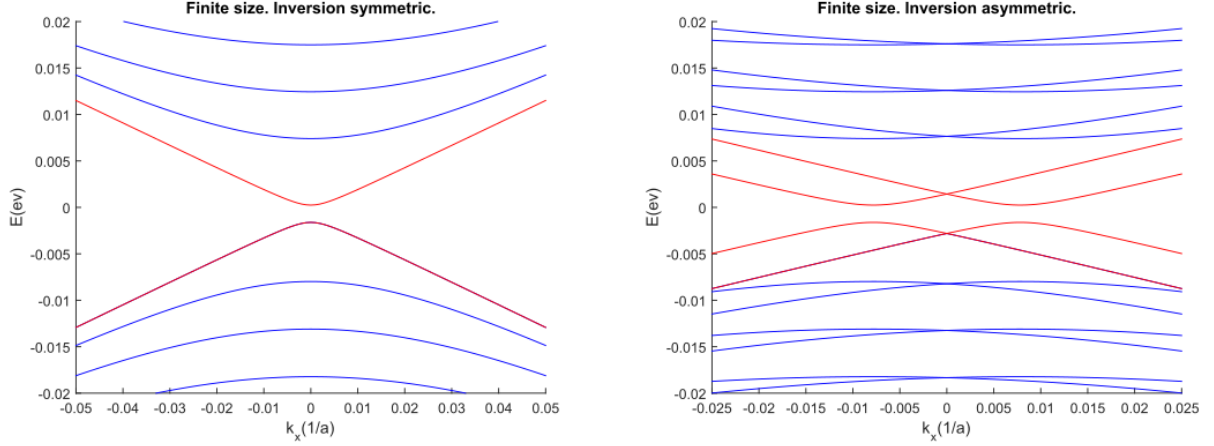 Finite size. Inversion symmetric.
0.02
0.015
0.01
0.005
0
-0.005
-0.01
-0.015
-0.02
E(ev)
-0.05 -0.04 -0.03 -0.02 -0.01 0 0.01 0.02 0.03 0.04 0.05
k_x(1/a)
Finite size. Inversion asymmetric.
0.02
0.015
0.01
0.005
0
-0.005
-0.01
-0.015
-0.02
E(ev)
-0.025 -0.02 -0.015 -0.01 -0.005 0 0.005 0.01 0.015 0.02 0.025
k_x(1/a)